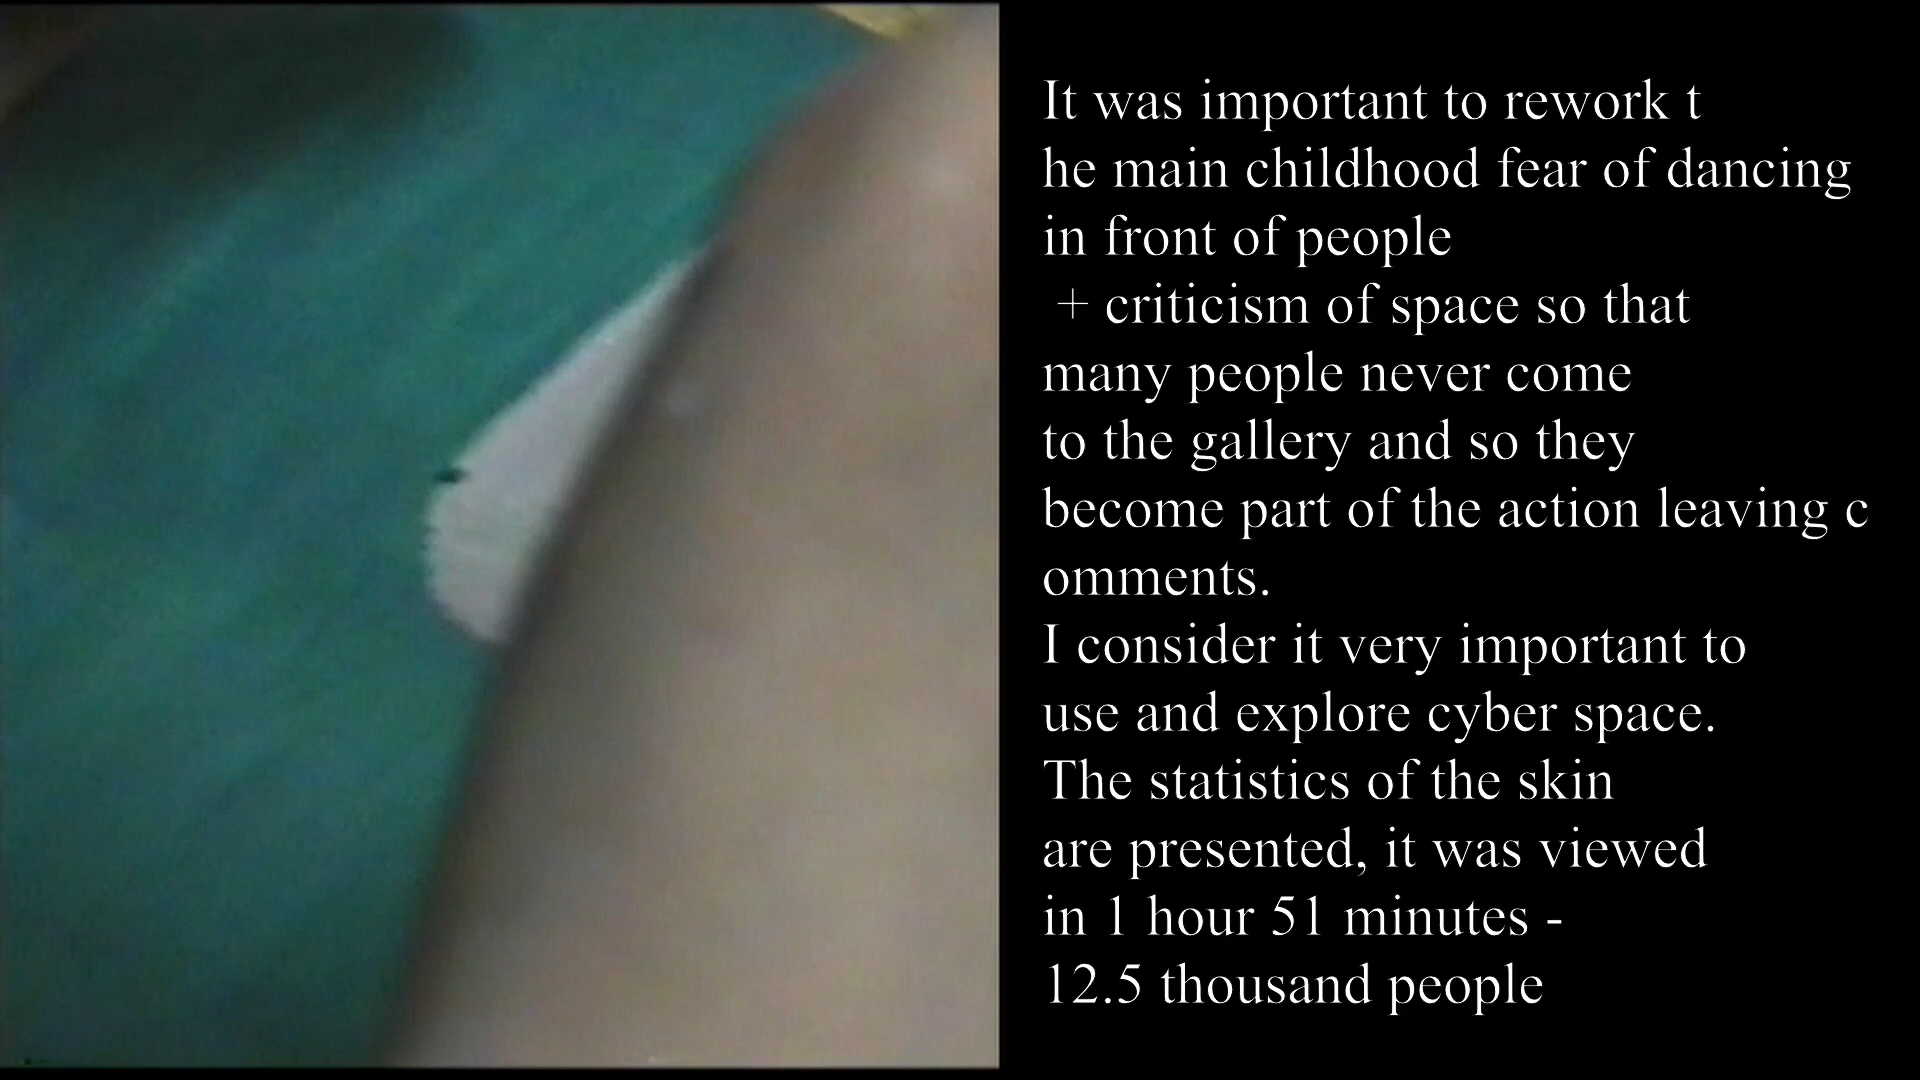 It was important to rework t
he main childhood fear of dancing
in front of people
+ criticism of space so that
many people never come
to the gallery and so they
become part of the action leaving c
omments.
I consider it very important to
use and explore cyber space.
The statistics of the skin
are presented, it was viewed
in 1 hour 51 minutes -
12.5 thousand people